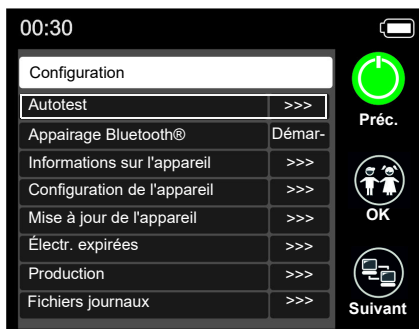 00:30
Configuration
Autotest >>>
Préc.
Appairage Bluetooth® Démar-
Informations sur l'appareil >>>
Configuration de l'appareil >>>
Mise à jour de l'appareil >>>
OK
Électr. expirées >>>
Production >>>
Fichiers journaux >>>
Suivant